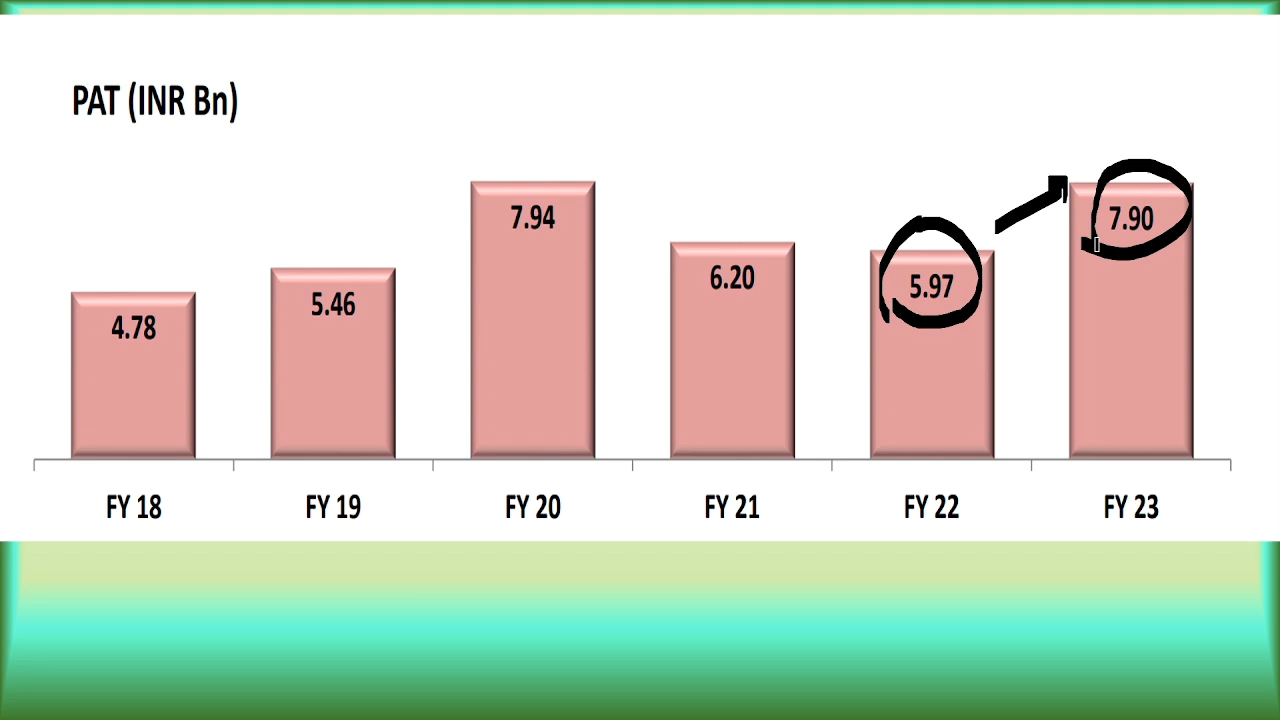 PAT (INR Bn)
4.78
5.46
7.94
6.20
5.97
7.90
FY 18
FY 19
FY 20
FY 21
FY 22
FY 23